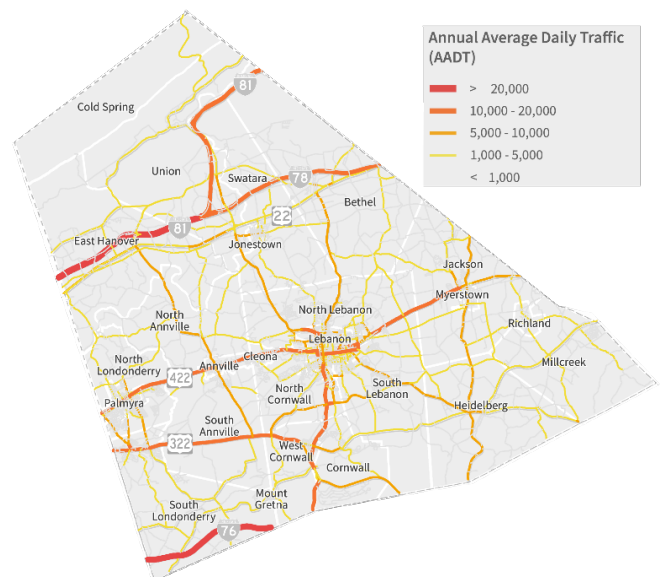 Annual Average Daily Traffic
(AADT)
> 20,000
10,000 - 20,000
5,000 - 10,000
1,000 - 5,000
< 1,000
81
Cold Spring
Union
Swatara
78
Bethel
22
81
East Hanover
Jonestown
Jackson
Myerstown
North
Annville
North Lebanon
Richland
Lebanon
Cleona
North
Londonderry
Annville
422
Millcreek
Palmyra
North
Cornwall
South
Lebanon
Heidelberg
South
Annville
322
West
Cornwall
Cornwall
Mount
Gretna
South
Londonderry
76